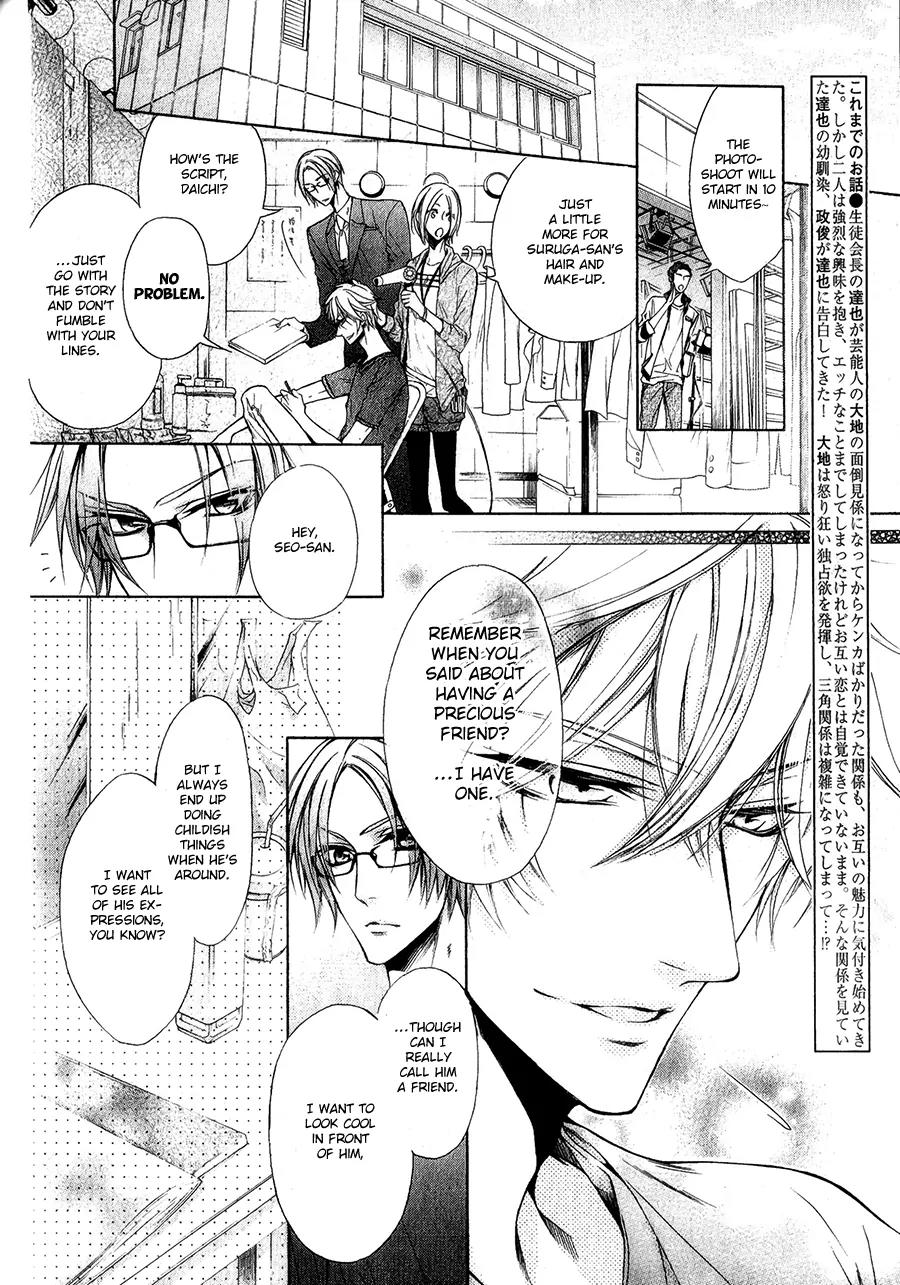 これまでのお話●生徒会長の達也が芸能人の大地の面倒見係になってからケンカばかりだった関係も、お互いの魅力に気付き始めてき
た。しかし二人は強烈な興味を抱き、エッチなことまでしてしまったけれどお互い恋とは自覚できていないまま。そんな関係を見てい
た達也の幼馴染、政俊が達也に告白してきた！　大地は怒り狂い独占欲を発揮し、三角関係は複雑になってしまって…!?
THE
PHOTO-
SHOOT WILL
START IN 10
MINUTES~
JUST
A LITTLE
MORE FOR
SURUGA-SAN'S
HAIR AND
MAKE-UP.
HOW'S THE
SCRIPT,
DAICHI?
NO
PROBLEM.
...JUST
GO WITH
THE STORY
AND DON'T
FUMBLE
WITH YOUR
LINES.
HEY,
SEO-SAN.
REMEMBER
WHEN YOU
SAID ABOUT
HAVING A
PRECIOUS
FRIEND?
...I HAVE
ONE.
...THOUGH
CAN I
REALLY
CALL HIM
A FRIEND.
I WANT TO
LOOK COOL
IN FRONT
OF HIM,
BUT I
ALWAYS
END UP
DOING
CHILDISH
THINGS
WHEN HE'S
AROUND.
I WANT
TO SEE ALL
OF HIS EX-
PRESSIONS,
YOU KNOW?